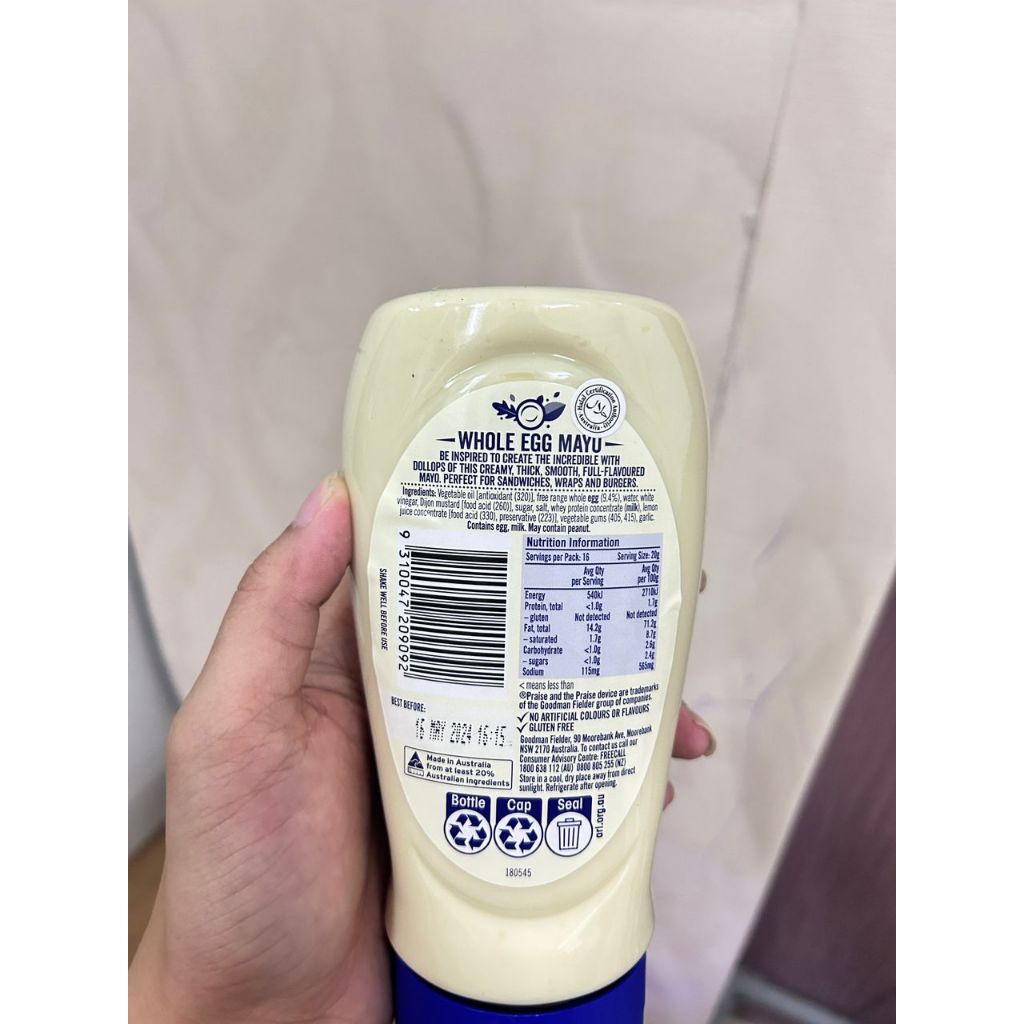 Halal Certification Authority
Australia
WHOLE EGG MAYO
BE INSPIRED TO CREATE THE INCREDIBLE WITH
DOLLOPS OF THIS CREAMY, THICK, SMOOTH, FULL-FLAVOURED
MAYO. PERFECT FOR SANDWICHES, WRAPS AND BURGERS.
Ingredients: Vegetable oil [antioxidant (320)], free range whole egg (9.4%), water, white
vinegar, Dijon mustard [food acid (260)], sugar, salt, whey protein concentrate (milk), lemon
juice concentrate [food acid (330), preservative (223)], vegetable gums (405, 415), garlic.
Contains egg, milk. May contain peanut.
9 310047 209092
SHAKE WELL BEFORE USE
Nutrition Information
Servings per Pack: 16 Serving Size: 20g
Avg Qty Avg Qty
per Serving per 100g
Energy 540kJ 2710kJ
Protein, total <1.0g 1.7g
– gluten Not detected Not detected
Fat, total 14.2g 71.2g
– saturated 1.7g 8.7g
Carbohydrate <1.0g 2.6g
– sugars <1.0g 2.4g
Sodium 115mg 565mg
< means less than
®Praise and the Praise device are trademarks
of the Goodman Fielder group of companies.
NO ARTIFICIAL COLOURS OR FLAVOURS
GLUTEN FREE
BEST BEFORE:
16 MAY 2024 16:15
Goodman Fielder, 90 Moorebank Ave, Moorebank
NSW 2170 Australia. To contact us call our
Consumer Advisory Centre: FREECALL
1800 638 112 (AU) 0800 805 255 (NZ)
Store in a cool, dry place away from direct
sunlight. Refrigerate after opening.
Made in Australia
from at least 20%
Australian ingredients
Bottle Cap Seal
arl.org.au
180545